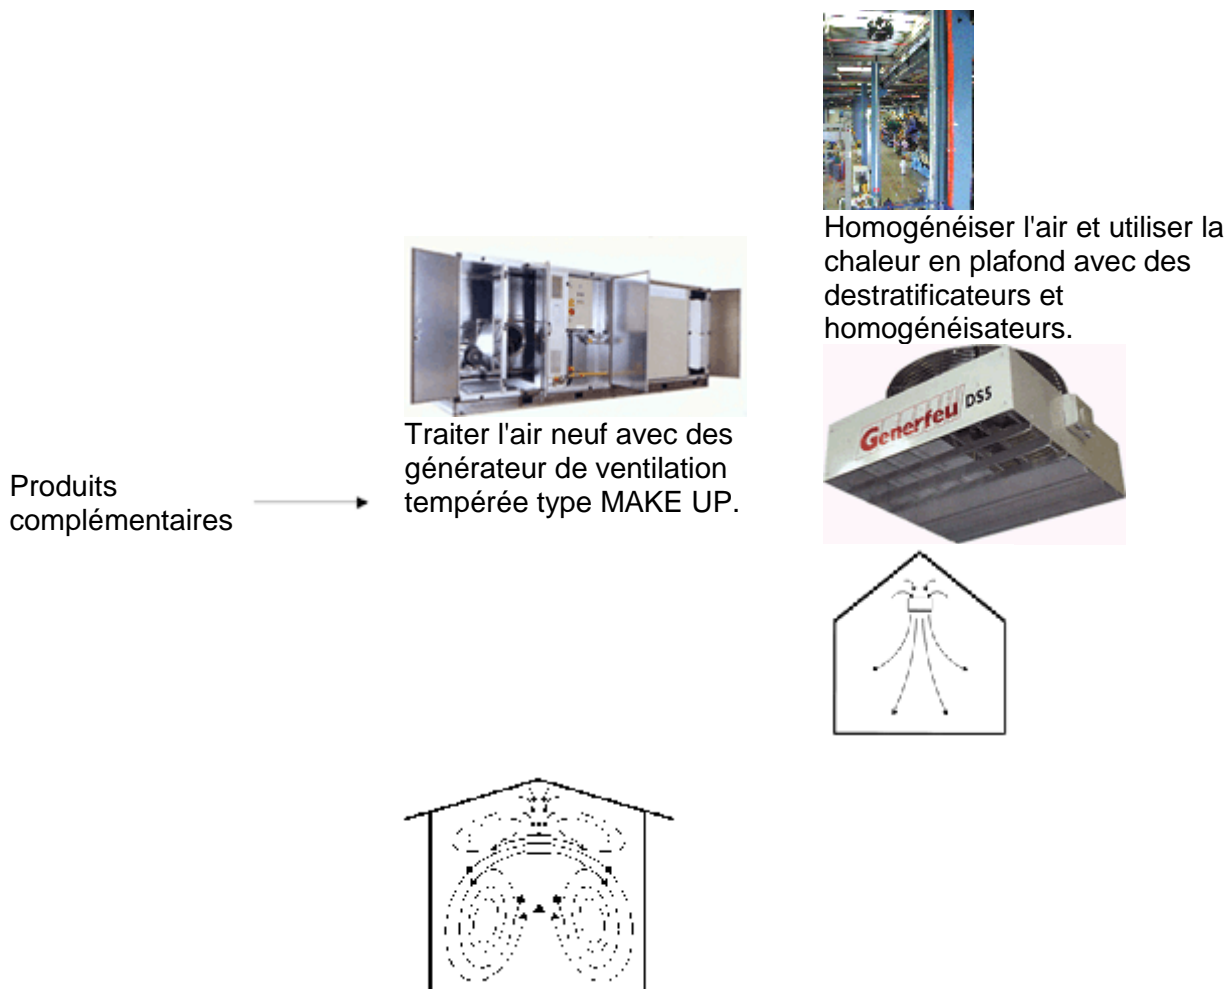 Produits
complémentaires
Traiter l'air neuf avec des
générateur de ventilation
tempérée type MAKE UP.
Homogénéiser l'air et utiliser la
chaleur en plafond avec des
destratificateurs et
homogénéisateurs.
Generfeu DS5